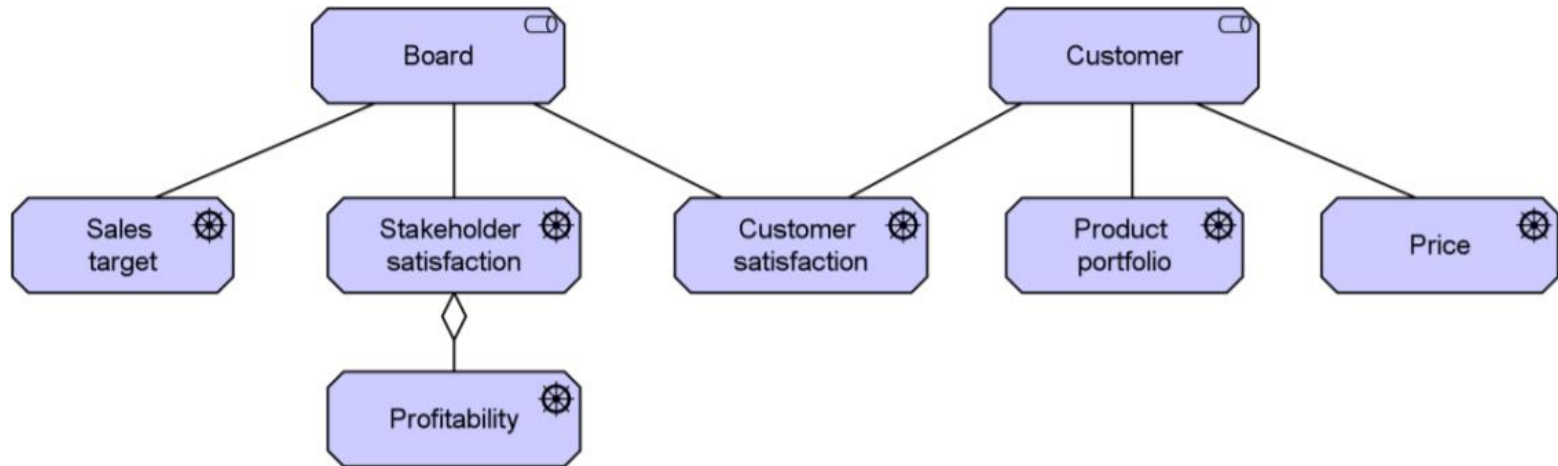 Board
Customer
Sales
target
Stakeholder
satisfaction
Customer
satisfaction
Product
portfolio
Price
Profitability